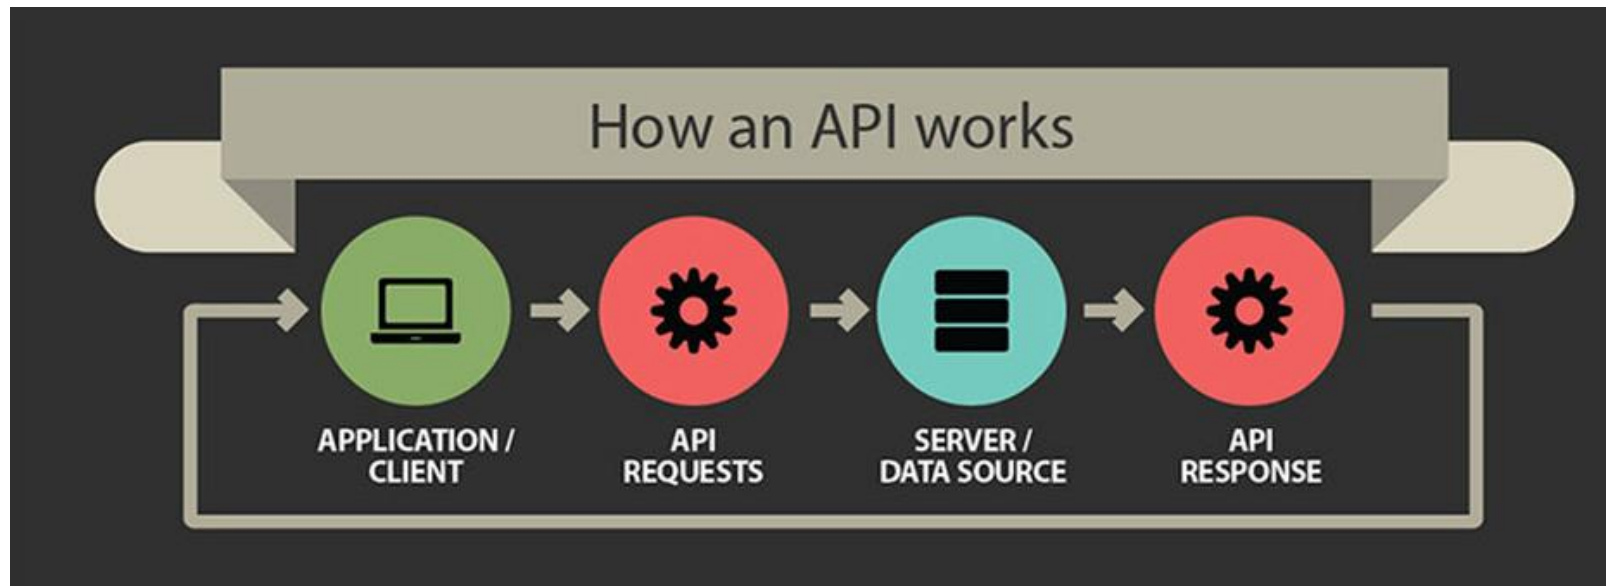 How an API works
APPLICATION /
CLIENT
API
REQUESTS
SERVER /
DATA SOURCE
API
RESPONSE